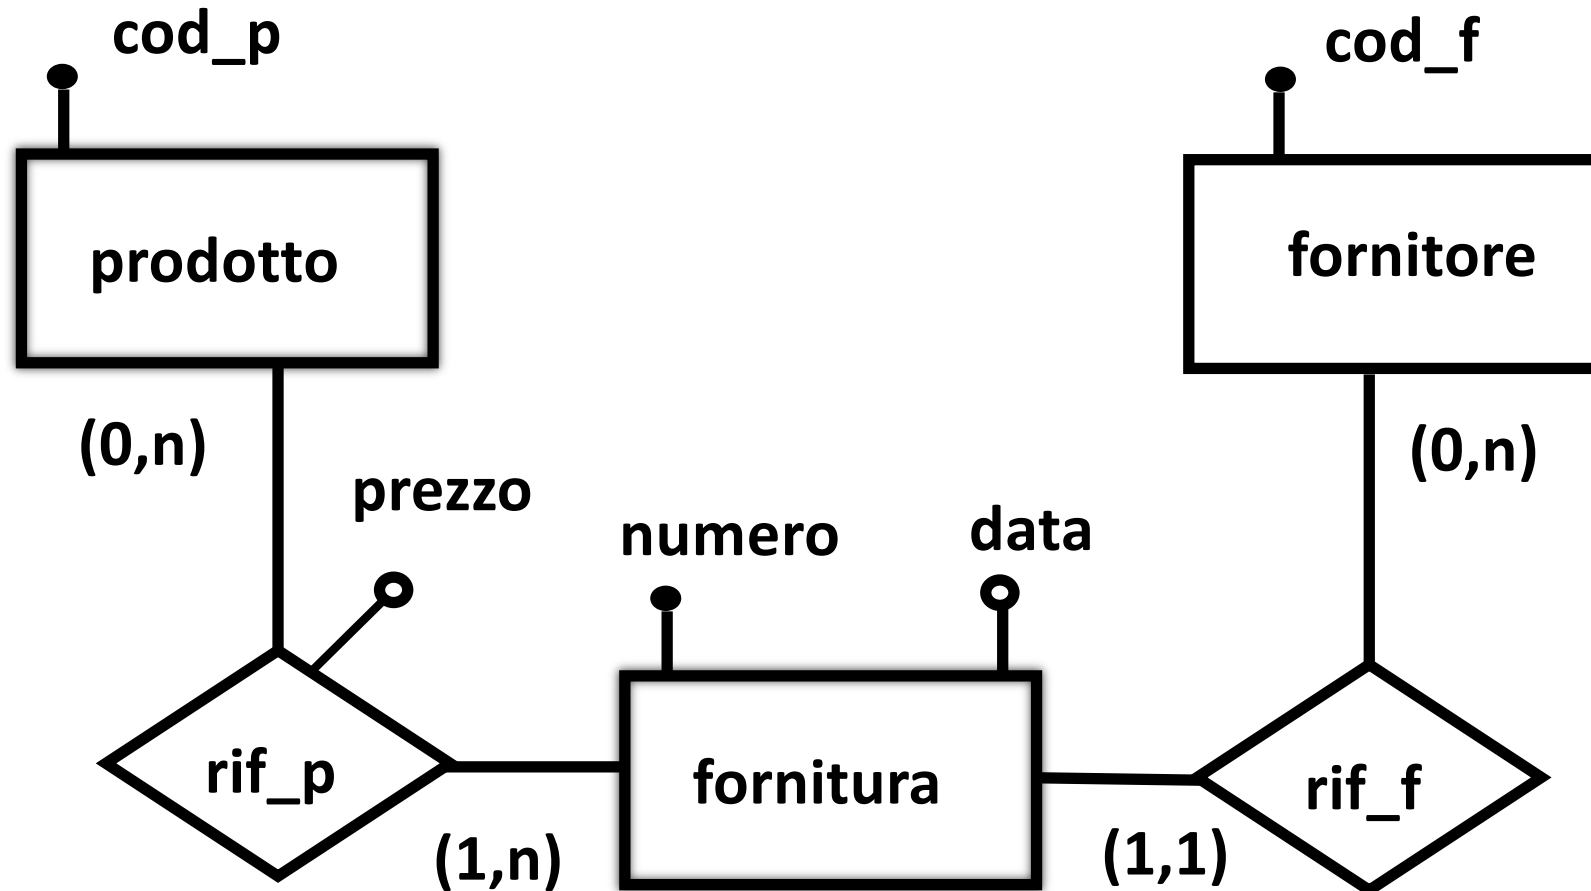 cod_p
cod_f
prodotto
fornitore
(0,n)
(0,n)
prezzo
numero
data
rif_p
fornitura
rif_f
(1,n)
(1,1)